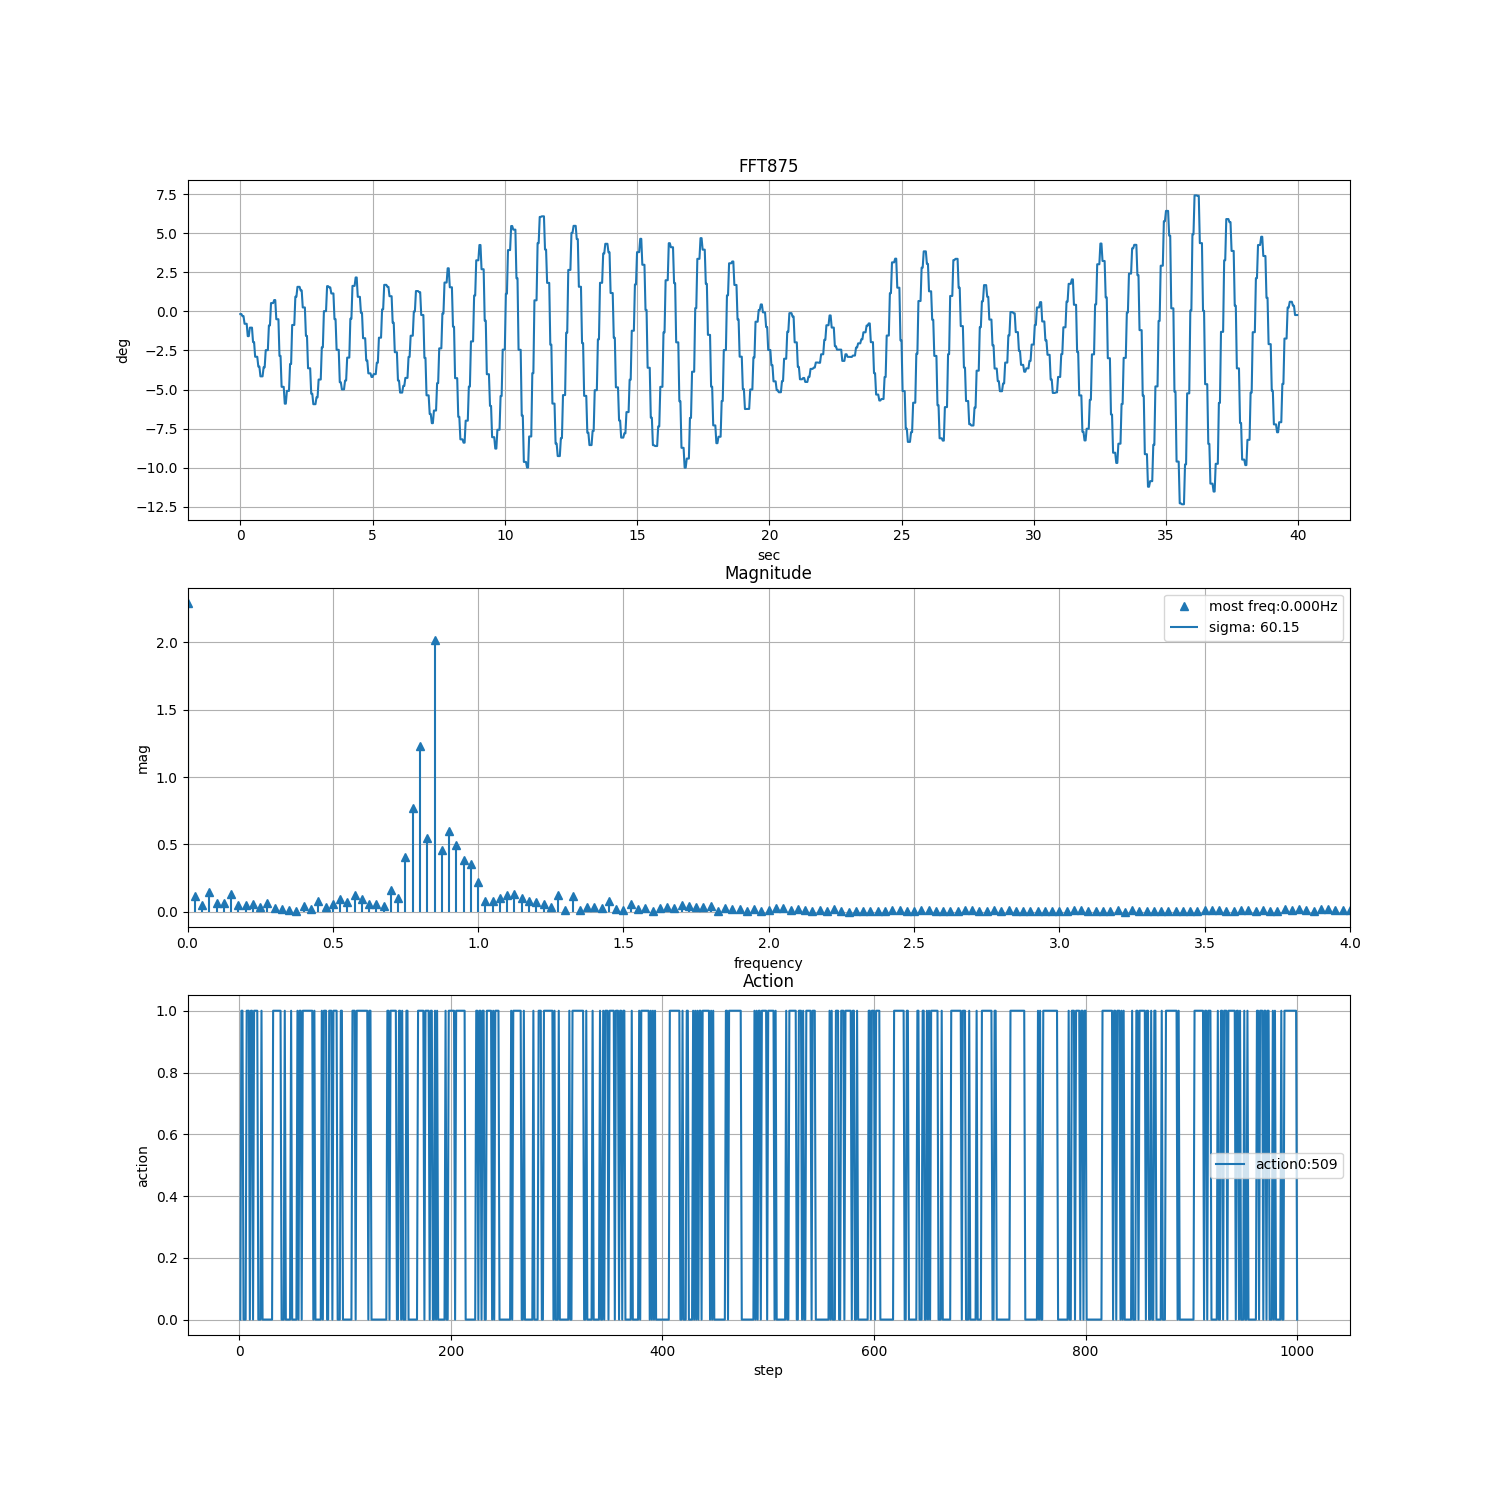 FFT875
7.5
5.0
2.5
0.0
−2.5
−5.0
−7.5
−10.0
−12.5
deg
0 5 10 15 20 25 30 35 40
sec
Magnitude
most freq:0.000Hz
sigma: 60.15
2.0
1.5
1.0
0.5
0.0
mag
0.0 0.5 1.0 1.5 2.0 2.5 3.0 3.5 4.0
frequency
Action
1.0
0.8
0.6
0.4
0.2
0.0
action
action0:509
0 200 400 600 800 1000
step